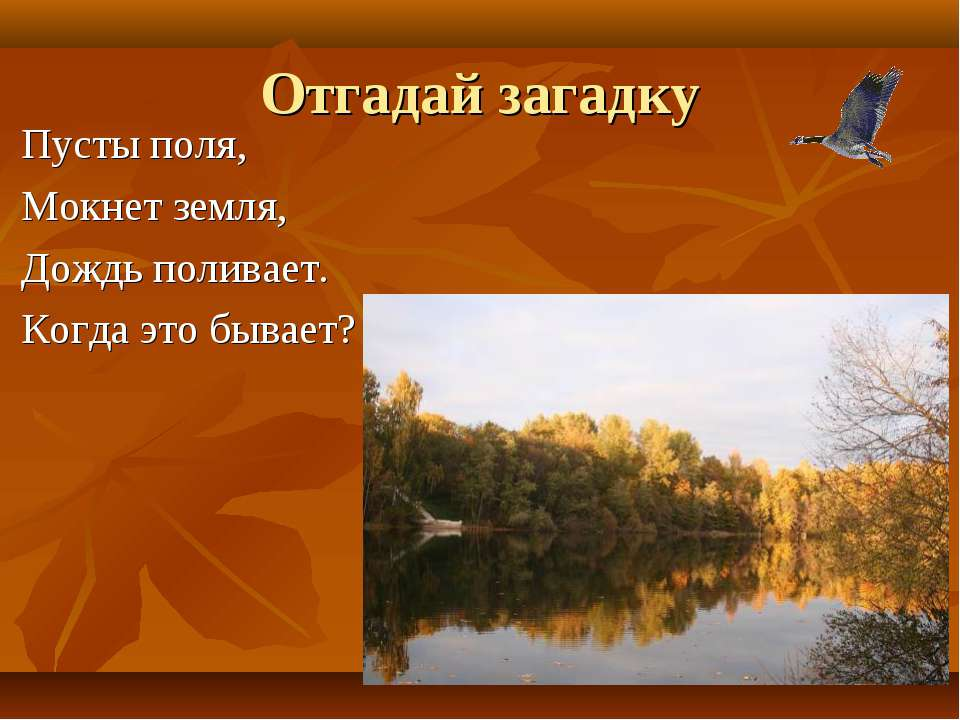 Отгадай загадку
Пусты поля,
Мокнет земля,
Дождь поливает.
Когда это бывает?